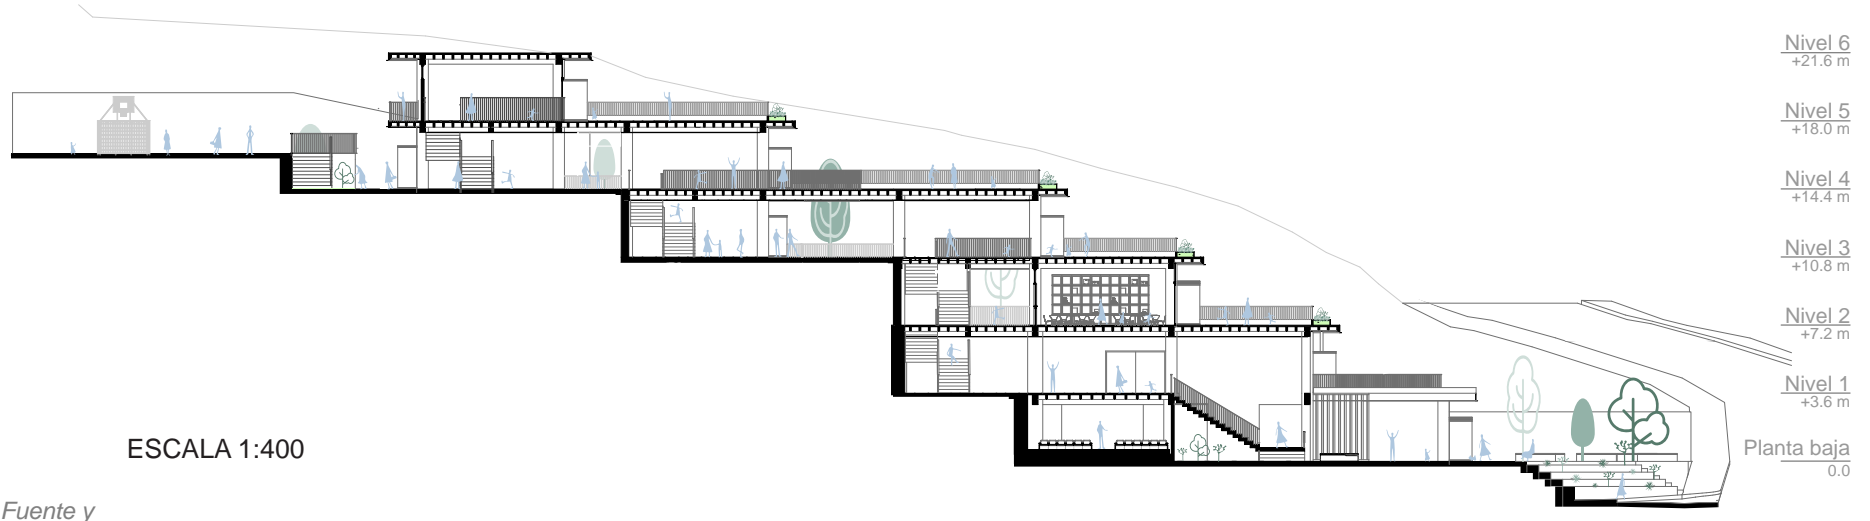 Nivel 6
+21.6 m
Nivel 5
+18.0 m
Nivel 4
+14.4 m
Nivel 3
+10.8 m
Nivel 2
+7.2 m
Nivel 1
+3.6 m
Planta baja
0.0
ESCALA 1:400
Fuente y